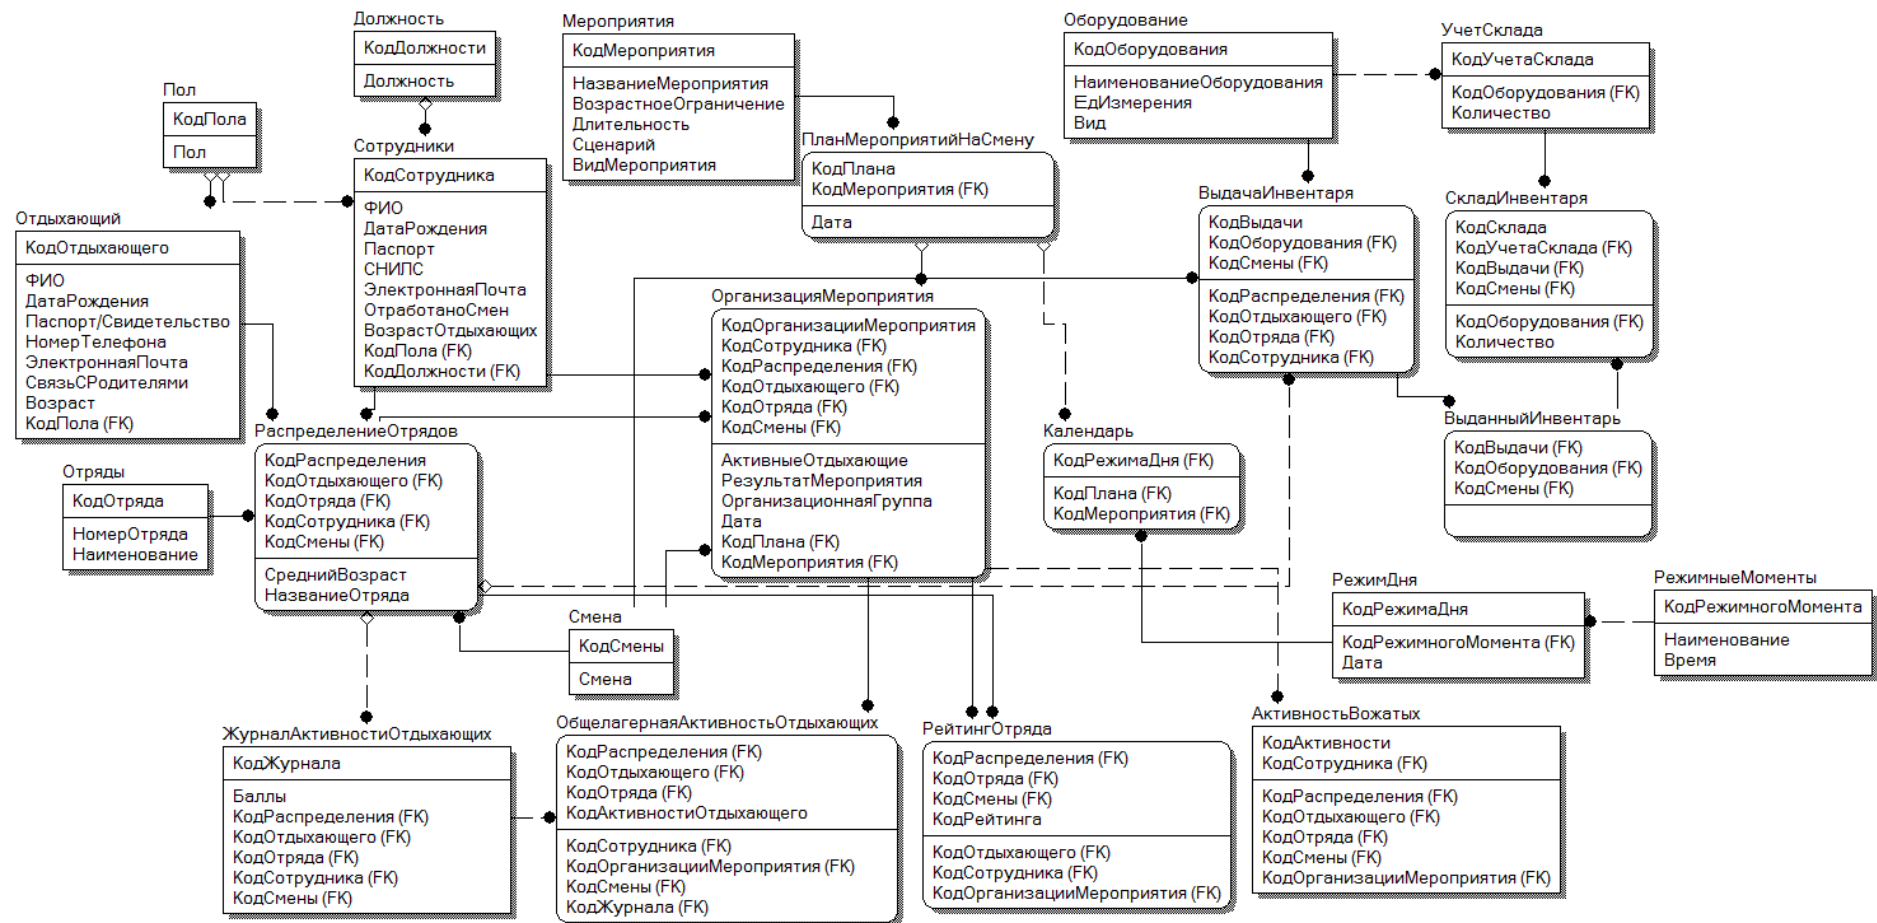 Должность
КодДолжности
Должность
Мероприятия
КодМероприятия
НазваниеМероприятия
ВозрастноеОграничение
Длительность
Сценарий
ВидМероприятия
Оборудование
КодОборудования
НаименованиеОборудования
ЕдИзмерения
Вид
УчетСклада
КодУчетаСклада
КодОборудования (FK)
Количество
Пол
КодПола
Пол
Сотрудники
КодСотрудника
ФИО
ДатаРождения
Паспорт
СНИЛС
ЭлектроннаяПочта
ОтработаноСмен
ВозрастОтдыхающих
КодПола (FK)
КодДолжности (FK)
ПланМероприятийНаСмену
КодПлана
КодМероприятия (FK)
Дата
ВыдачаИнвентаря
КодВыдачи
КодОборудования (FK)
КодСмены (FK)
КодРаспределения (FK)
КодОтдыхающего (FK)
КодОтряда (FK)
КодСотрудника (FK)
СкладИнвентаря
КодСклада
КодУчетаСклада (FK)
КодВыдачи (FK)
КодСмены (FK)
КодОборудования (FK)
Количество
Отдыхающий
КодОтдыхающего
ФИО
ДатаРождения
Паспорт/Свидетельство
НомерТелефона
ЭлектроннаяПочта
СвязьСРодителями
Возраст
КодПола (FK)
ОрганизацияМероприятия
КодОрганизацииМероприятия
КодСотрудника (FK)
КодРаспределения (FK)
КодОтдыхающего (FK)
КодОтряда (FK)
КодСмены (FK)
АктивныеОтдыхающие
РезультатМероприятия
ОрганизационнаяГруппа
Дата
КодПлана (FK)
КодМероприятия (FK)
РаспределениеОтрядов
КодРаспределения
КодОтдыхающего (FK)
КодОтряда (FK)
КодСотрудника (FK)
КодСмены (FK)
СреднийВозраст
НазваниеОтряда
Календарь
КодРежимаДня (FK)
КодПлана (FK)
КодМероприятия (FK)
ВыданныйИнвентарь
КодВыдачи (FK)
КодОборудования (FK)
КодСмены (FK)
Отряды
КодОтряда
НомерОтряда
Наименование
Смена
КодСмены
Смена
РежимДня
КодРежимаДня
КодРежимногоМомента (FK)
Дата
РежимныеМоменты
КодРежимногоМомента
Наименование
Время
ЖурналАктивностиОтдыхающих
КодЖурнала
Баллы
КодРаспределения (FK)
КодОтдыхающего (FK)
КодОтряда (FK)
КодСотрудника (FK)
КодСмены (FK)
ОбщелагернаяАктивностьОтдыхающих
КодРаспределения (FK)
КодОтдыхающего (FK)
КодОтряда (FK)
КодАктивностиОтдыхающего
КодСотрудника (FK)
КодОрганизацииМероприятия (FK)
КодСмены (FK)
КодЖурнала (FK)
РейтингОтряда
КодРаспределения (FK)
КодОтряда (FK)
КодСмены (FK)
КодРейтинга
КодОтдыхающего (FK)
КодСотрудника (FK)
КодОрганизацииМероприятия (FK)
АктивностьВожатых
КодАктивности
КодСотрудника (FK)
КодРаспределения (FK)
КодОтдыхающего (FK)
КодОтряда (FK)
КодСмены (FK)
КодОрганизацииМероприятия (FK)